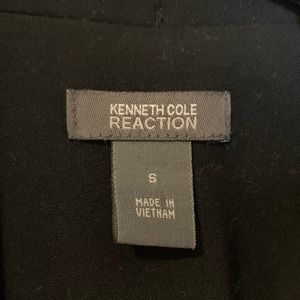 KENNETH COLE
REACTION
S
MADE IN
VIETNAM